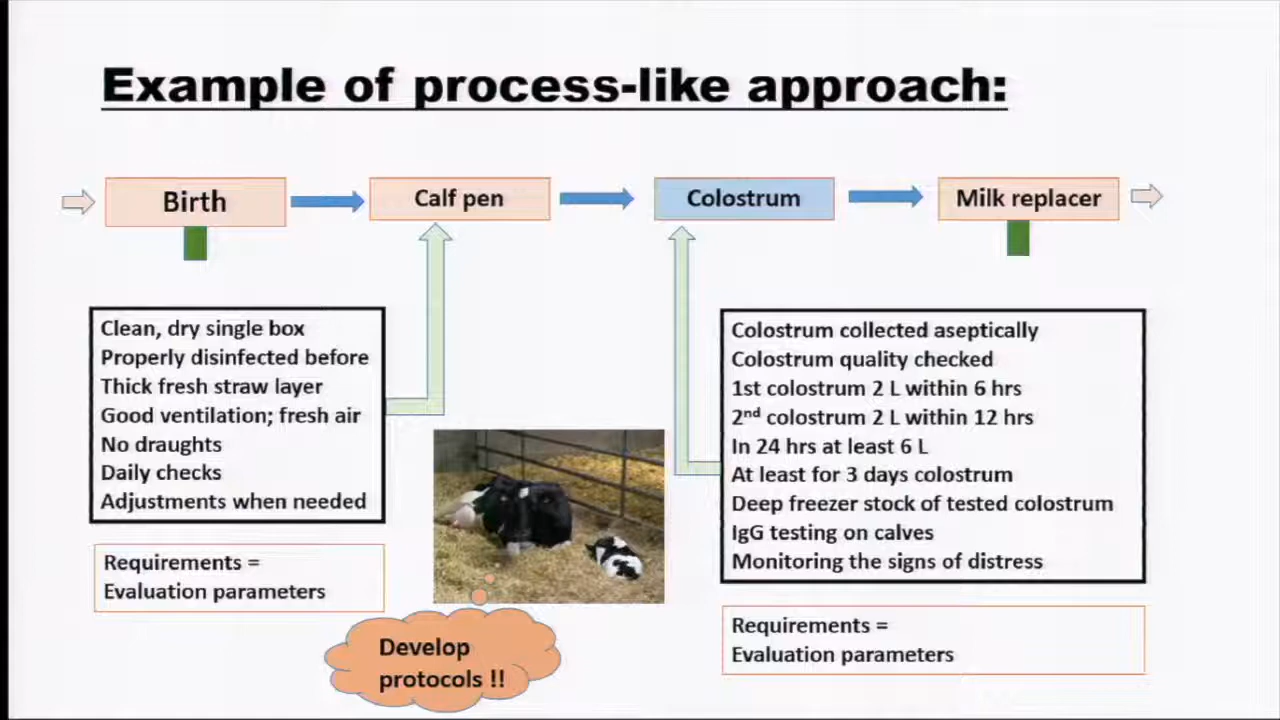 Example of process-like approach:
Birth
Calf pen
Colostrum
Milk replacer
Clean, dry single box
Properly disinfected before
Thick fresh straw layer
Good ventilation; fresh air
No draughts
Daily checks
Adjustments when needed
Requirements =
Evaluation parameters
Develop
protocols !!
Colostrum collected aseptically
Colostrum quality checked
1st colostrum 2 L within 6 hrs
2nd colostrum 2 L within 12 hrs
In 24 hrs at least 6 L
At least for 3 days colostrum
Deep freezer stock of tested colostrum
IgG testing on calves
Monitoring the signs of distress
Requirements =
Evaluation parameters